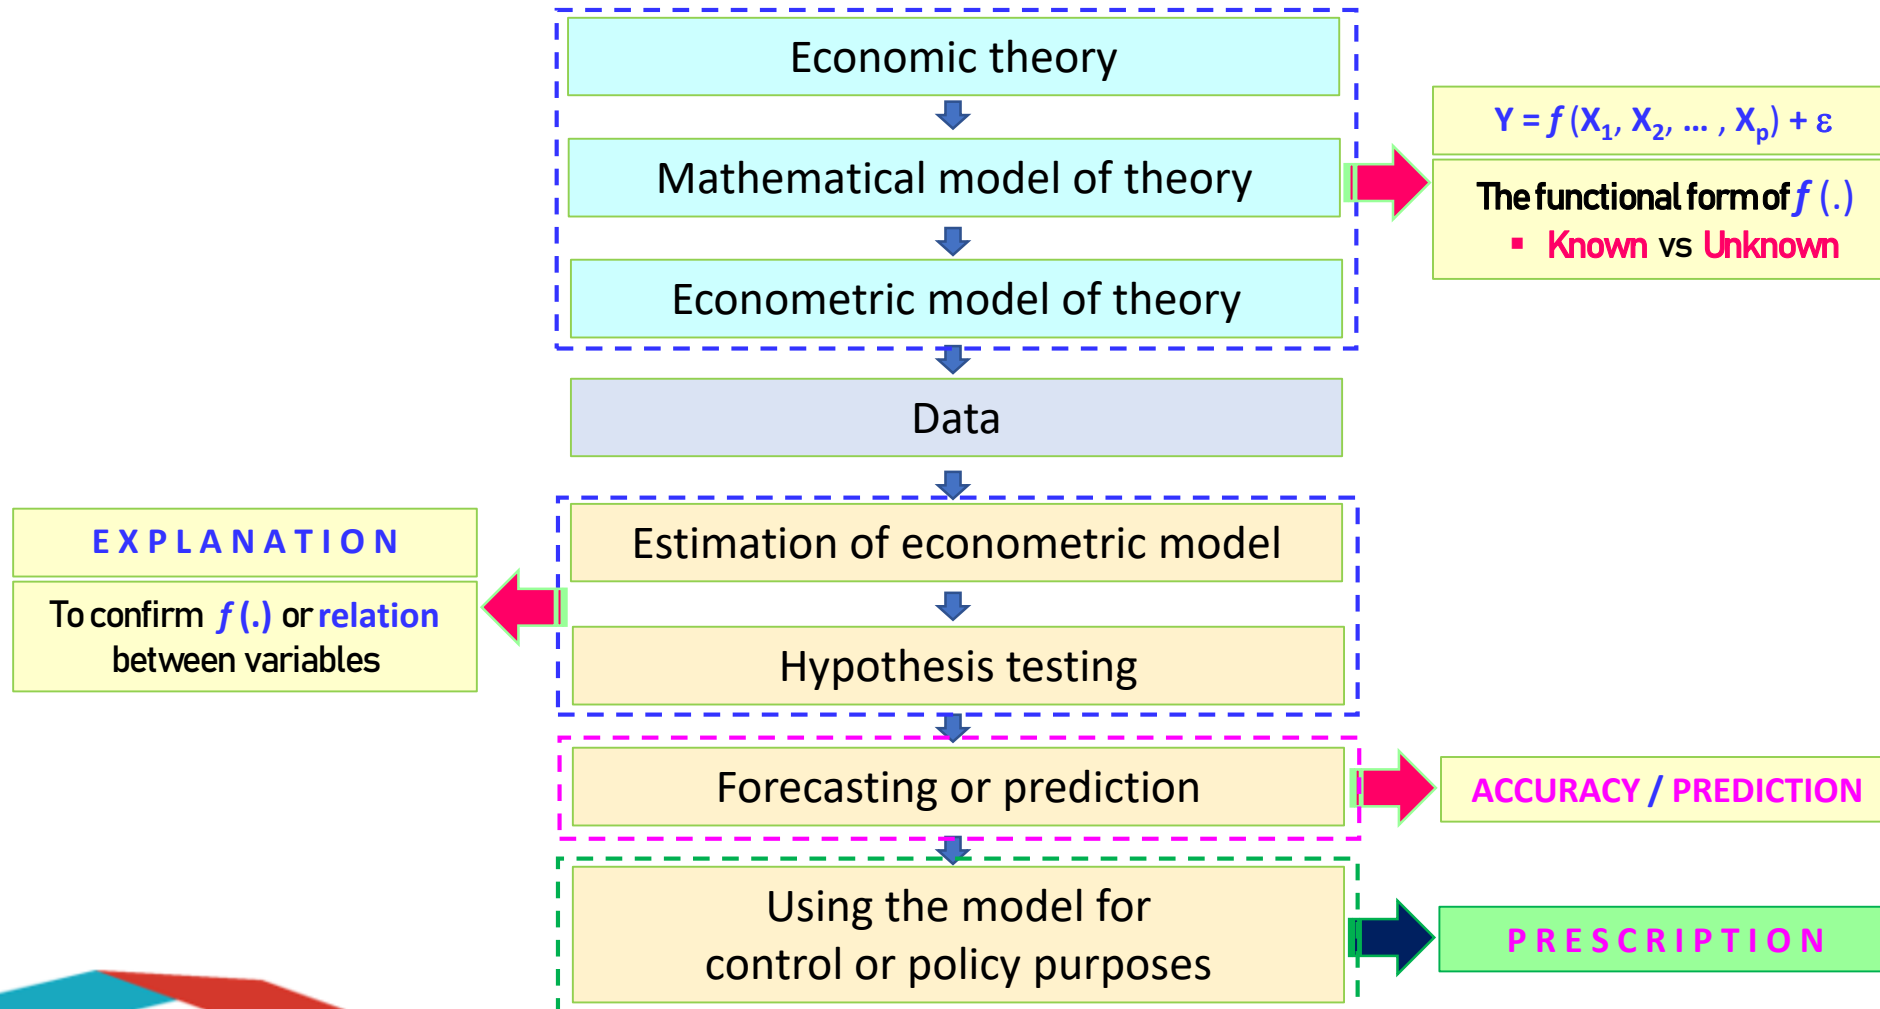 Economic theory
Mathematical model of theory
Econometric model of theory
Y = f (X₁, X₂, ... , Xₚ) + ε
The functional form of f (.)
▪ Known vs Unknown
Data
Estimation of econometric model
Hypothesis testing
EXPLANATION
To confirm f (.) or relation
between variables
Forecasting or prediction
ACCURACY / PREDICTION
Using the model for
control or policy purposes
PRESCRIPTION